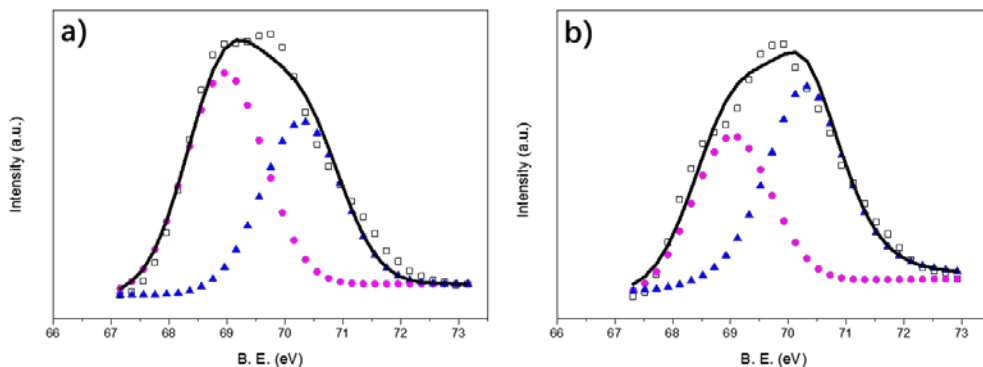 a)
Intensity (a.u.)
66 67 68 69 70 71 72 73
B. E. (eV)
b)
Intensity (a.u.)
66 67 68 69 70 71 72 73
B. E. (eV)